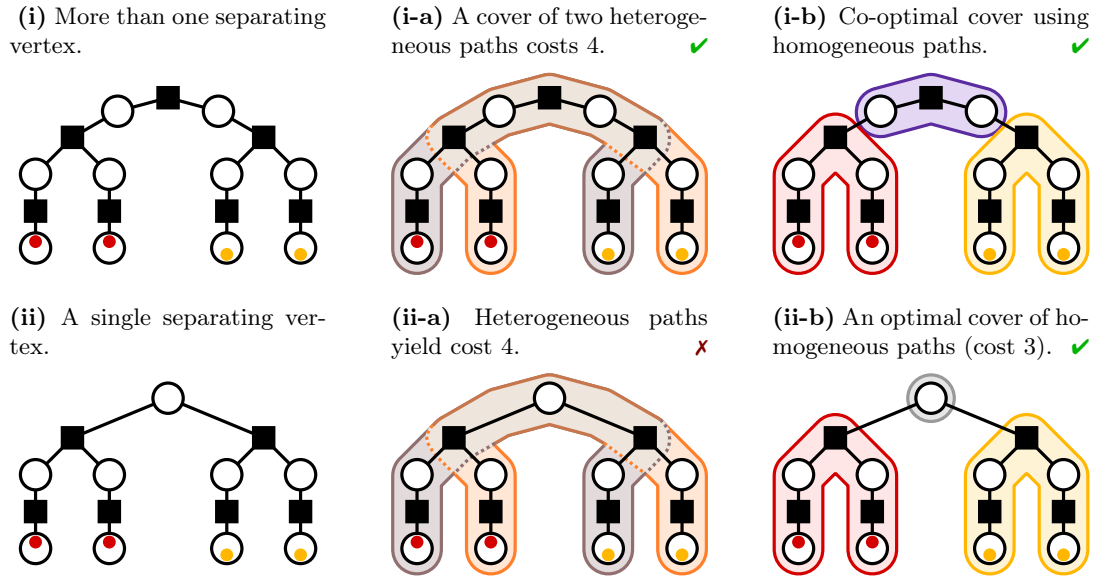 (i) More than one separating
vertex.
(i-a) A cover of two heteroge-
neous paths costs 4. ✔
(i-b) Co-optimal cover using
homogeneous paths. ✔
(ii) A single separating ver-
tex.
(ii-a) Heterogeneous paths
yield cost 4. ✗
(ii-b) An optimal cover of ho-
mogeneous paths (cost 3). ✔